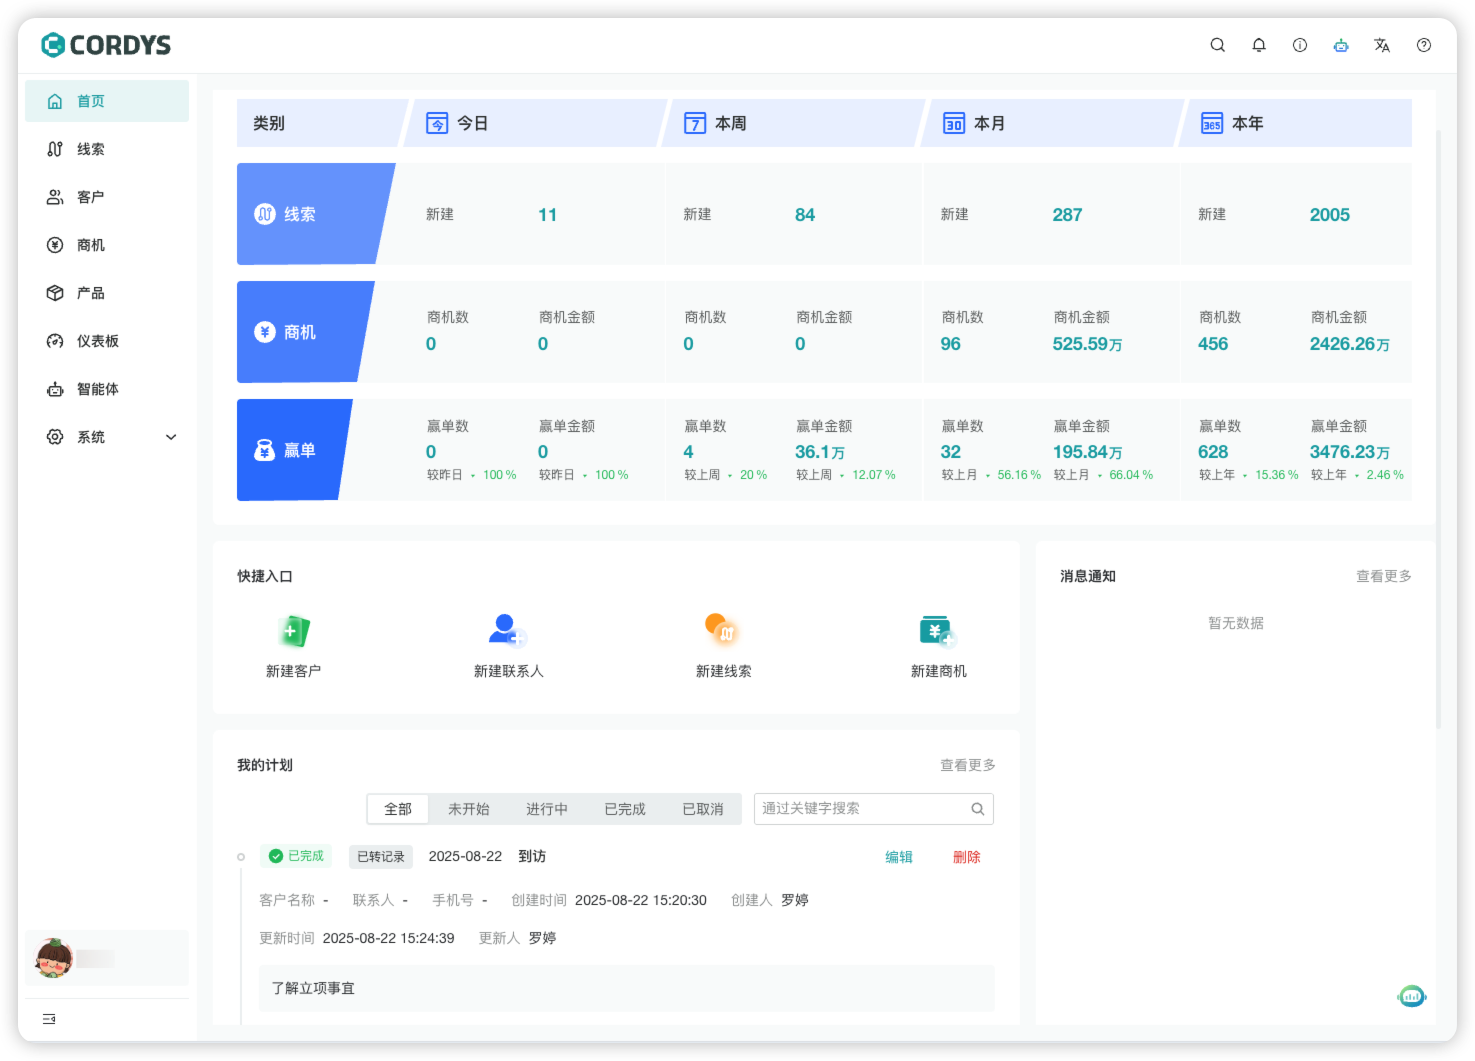 CORDYS
首页
线索
客户
商机
产品
仪表板
智能体
系统
类别 今 今日 7 本周 30 本月 365 本年
线索 新建 11 新建 84 新建 287 新建 2005
商机 商机数 商机金额 商机数 商机金额 商机数 商机金额 商机数 商机金额
0 0 0 0 96 525.59万 456 2426.26万
赢单 赢单数 赢单金额 赢单数 赢单金额 赢单数 赢单金额 赢单数 赢单金额
0 0 4 36.1万 32 195.84万 628 3476.23万
较昨日 100 % 较昨日 100 % 较上周 20 % 较上周 12.07 % 较上月 56.16 % 较上月 66.04 % 较上年 15.36 % 较上年 2.46 %
快捷入口
新建客户 新建联系人 新建线索 新建商机
消息通知 查看更多
暂无数据
我的计划 查看更多
全部 未开始 进行中 已完成 已取消 通过关键字搜索
已完成 已转记录 2025-08-22 到访 编辑 删除
客户名称 - 联系人 - 手机号 - 创建时间 2025-08-22 15:20:30 创建人 罗婷
更新时间 2025-08-22 15:24:39 更新人 罗婷
了解立项事宜